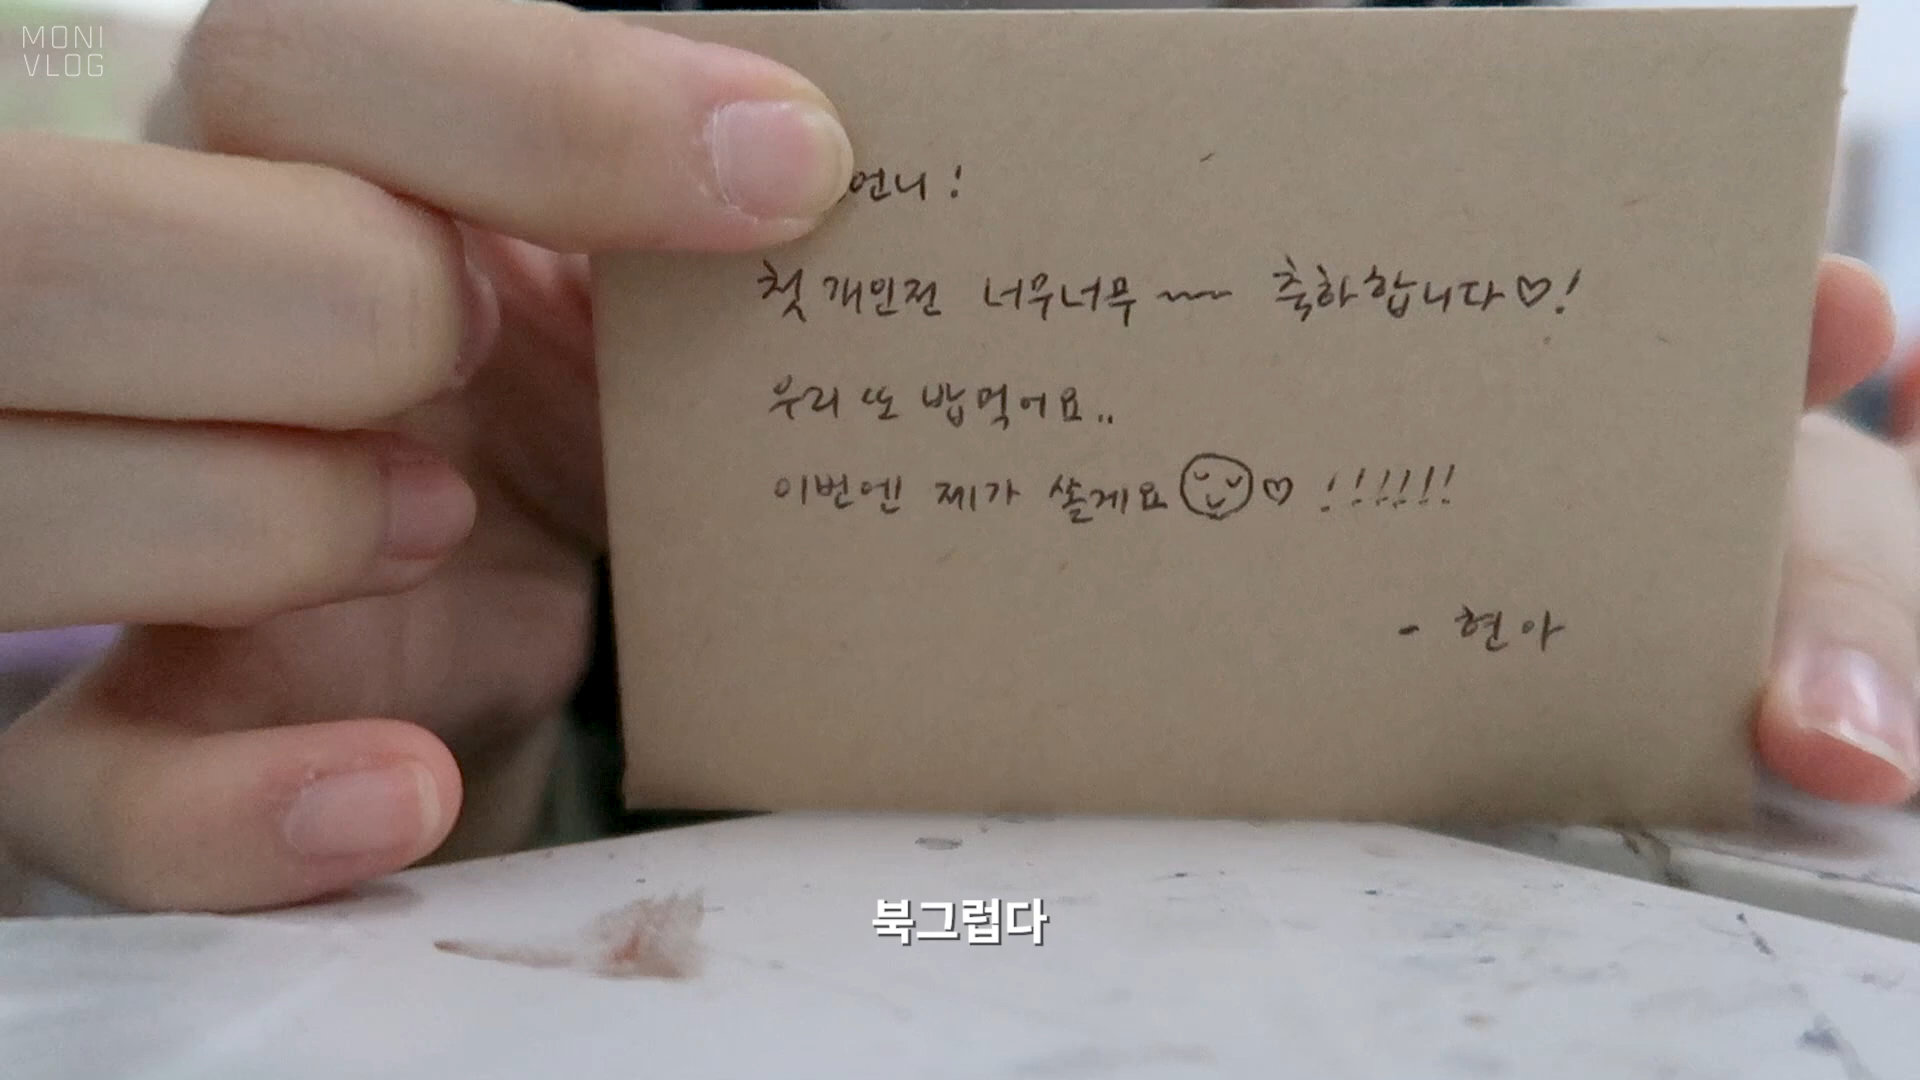 MONI
VLOG
언니!
첫 개인전 너무너무~~ 축하합니다♡!
우리 또 밥먹어요..
이번엔 제가 쏠게요♡!!!!!!
- 현아
북그럽다